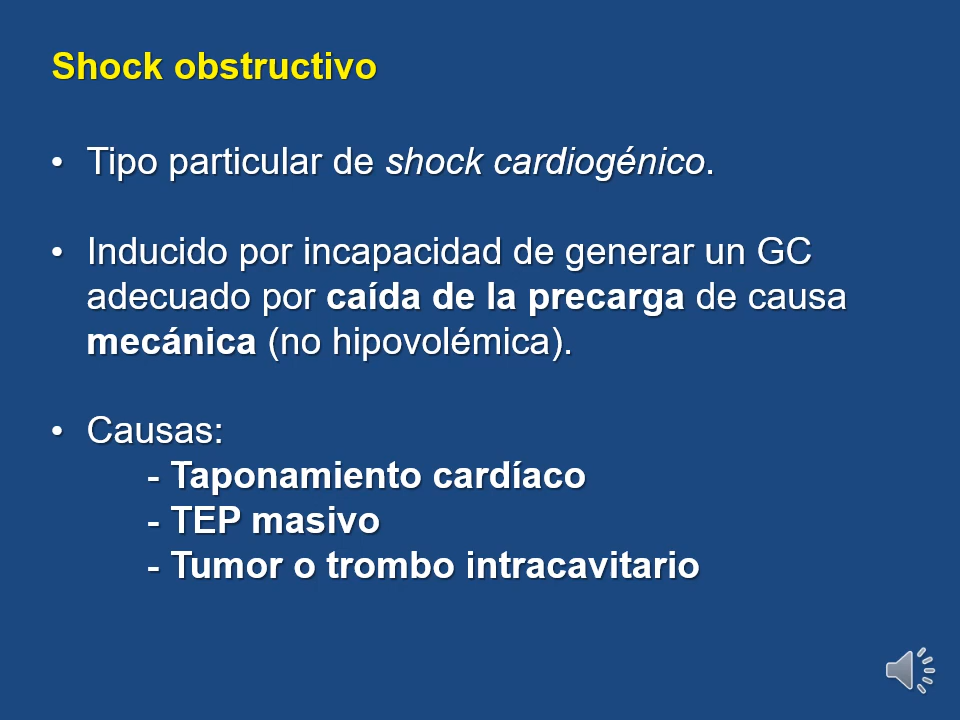 Shock obstructivo
• Tipo particular de shock cardiogénico.
• Inducido por incapacidad de generar un GC
adecuado por caída de la precarga de causa
mecánica (no hipovolémica).
• Causas:
- Taponamiento cardíaco
- TEP masivo
- Tumor o trombo intracavitario